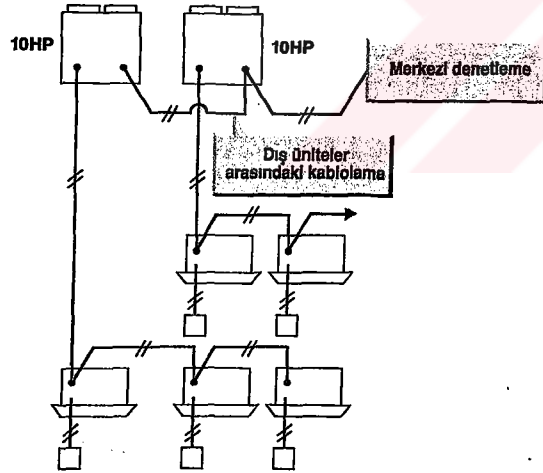 10HP
10HP
Merkezi denetleme
Dış üniteler
arasındaki kablolama